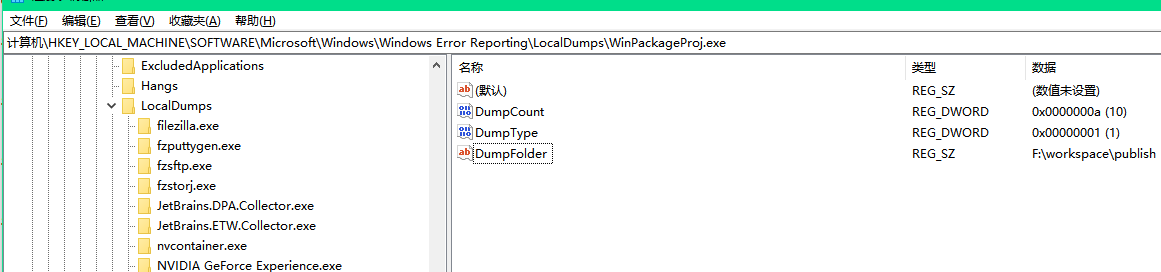 文件(F) 编辑(E) 查看(V) 收藏夹(A) 帮助(H)
计算机\HKEY_LOCAL_MACHINE\SOFTWARE\Microsoft\Windows\Windows Error Reporting\LocalDumps\WinPackageProj.exe
ExcludedApplications
Hangs
LocalDumps
filezilla.exe
fzputtygen.exe
fzsftp.exe
fzstorj.exe
JetBrains.DPA.Collector.exe
JetBrains.ETW.Collector.exe
nvcontainer.exe
NVIDIA GeForce Experience.exe
名称 类型 数据
ab (默认) REG_SZ (数值未设置)
DumpCount REG_DWORD 0x0000000a (10)
DumpType REG_DWORD 0x00000001 (1)
ab DumpFolder REG_SZ F:\workspace\publish